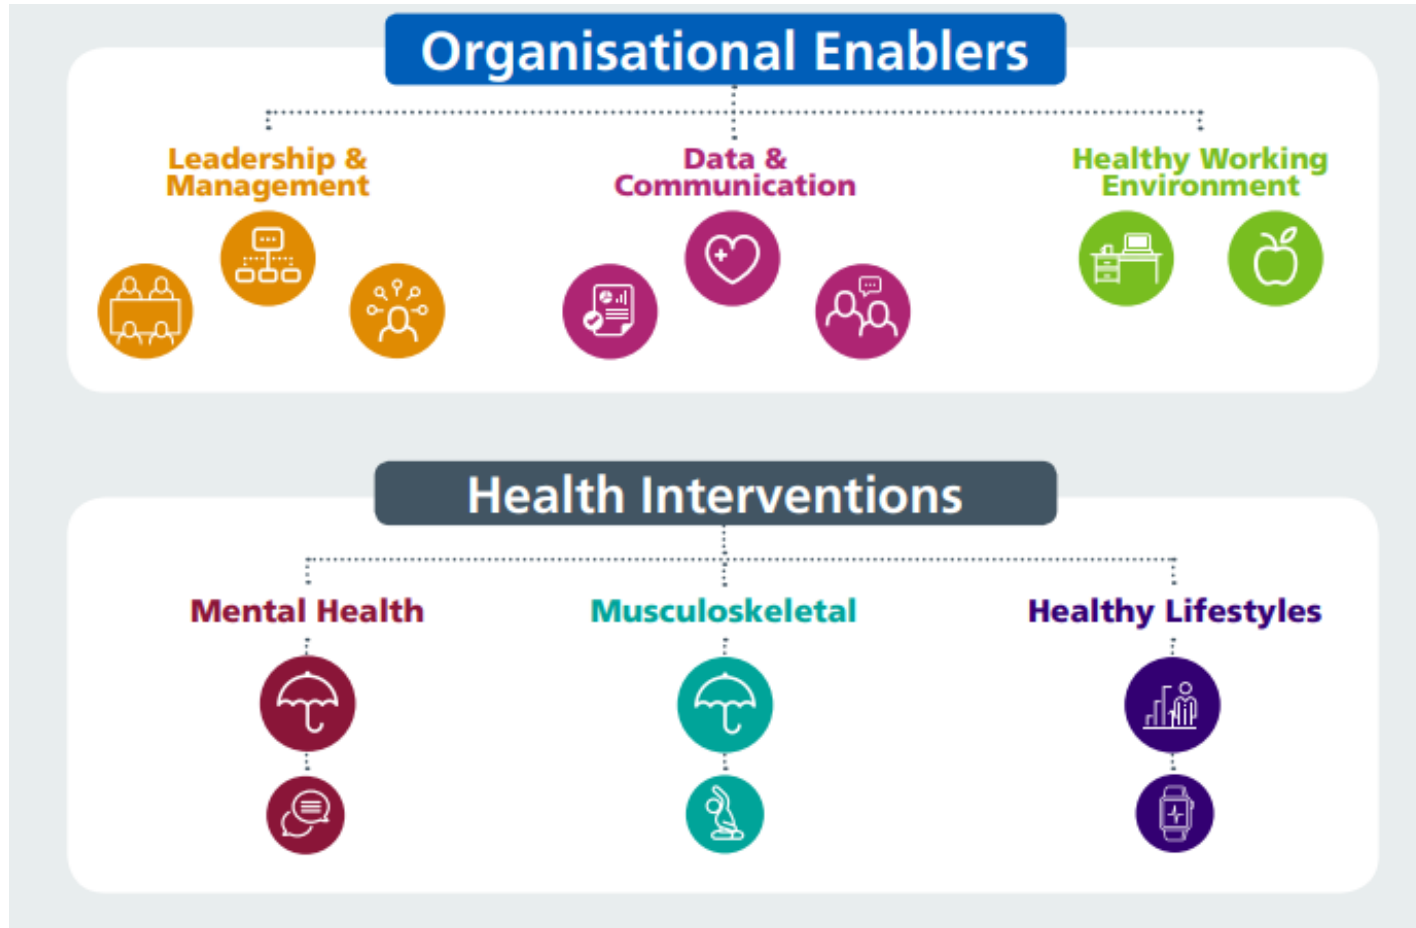 Organisational Enablers
Leadership &
Management
Data &
Communication
Healthy Working
Environment
Health Interventions
Mental Health
Musculoskeletal
Healthy Lifestyles